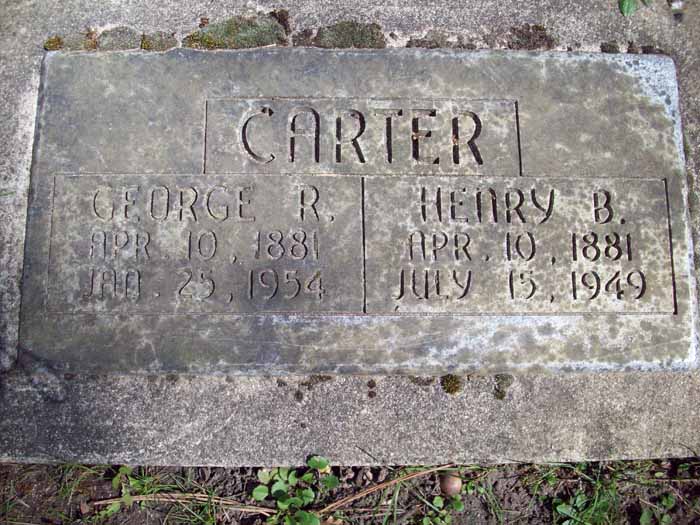 CARTER
GEORGE R.
APR. 10, 1881
JAN. 25, 1954
HENRY B.
APR. 10, 1881
JULY 15, 1949